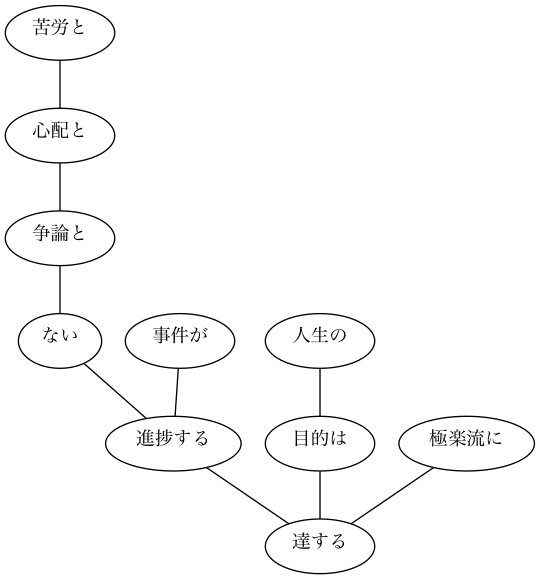 苦労と
心配と
争論と
ない
事件が
人生の
進捗する
目的は
極楽流に
達する